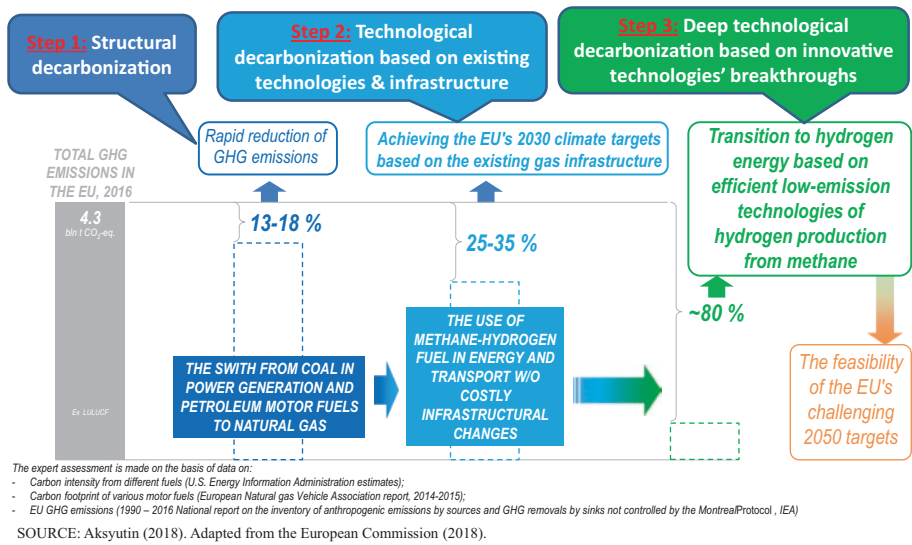 Step 1: Structural
decarbonization
Step 2: Technological
decarbonization based on existing
technologies & infrastructure
Step 3: Deep technological
decarbonization based on innovative
technologies' breakthroughs
Rapid reduction of
GHG emissions
Achieving the EU's 2030 climate targets
based on the existing gas infrastructure
Transition to hydrogen
energy based on
efficient low-emission
technologies of
hydrogen production
from methane
TOTAL GHG
EMISSIONS IN
THE EU, 2016
4.3
bln t CO2-eq.
13-18 %
25-35 %
~80 %
THE SWITH FROM COAL IN
POWER GENERATION AND
PETROLEUM MOTOR FUELS
TO NATURAL GAS
THE USE OF
METHANE-HYDROGEN
FUEL IN ENERGY AND
TRANSPORT W/O
COSTLY
INFRASTRUCTURAL
CHANGES
The feasibility
of the EU's
challenging
2050 targets
Ex LULUCF
The expert assessment is made on the basis of data on:
- Carbon intensity from different fuels (U.S. Energy Information Administration estimates);
- Carbon footprint of various motor fuels (European Natural gas Vehicle Association report, 2014-2015);
- EU GHG emissions (1990 – 2016 National report on the inventory of anthropogenic emissions by sources and GHG removals by sinks not controlled by the MontrealProtocol , IEA)
SOURCE: Aksyutin (2018). Adapted from the European Commission (2018).